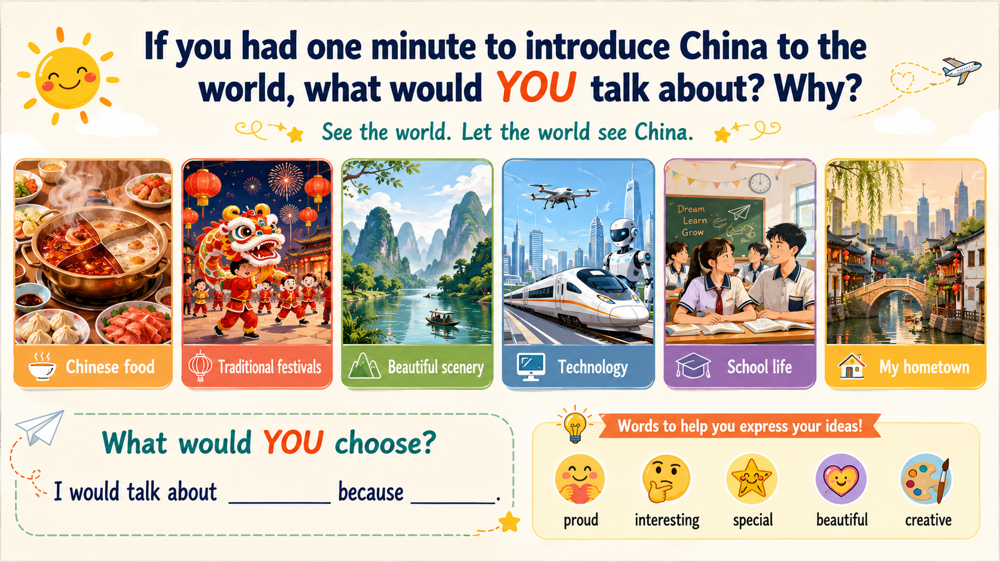 If you had one minute to introduce China to the
world, what would YOU talk about? Why?
See the world. Let the world see China.
Dream
Learn
Grow
Chinese food
Traditional festivals
Beautiful scenery
Technology
School life
My hometown
What would YOU choose?
I would talk about ____________ because __________.
Words to help you express your ideas!
proud
interesting
special
beautiful
creative